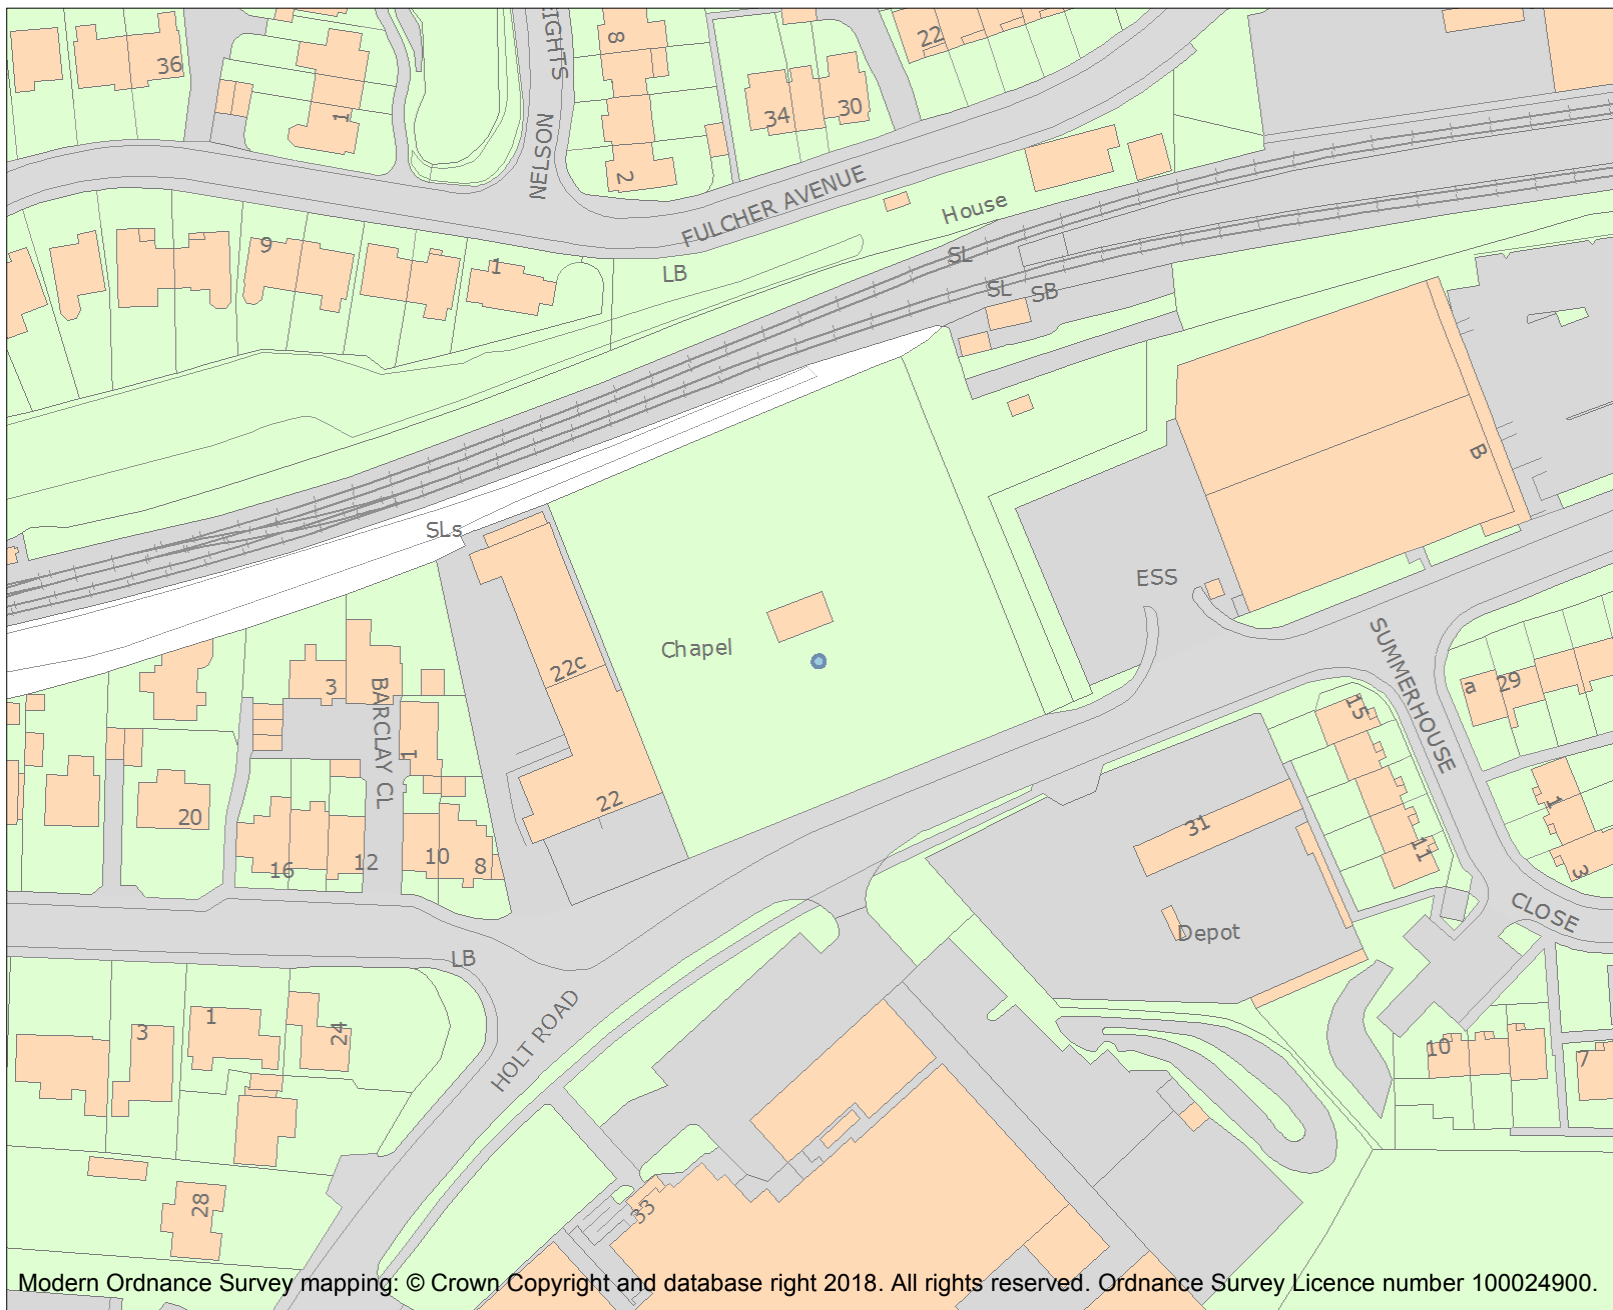 36
1
EIGHTS
NELSON
8
2
34
30
22
FULCHER AVENUE
House
9
1
LB
SL
SL
SB
B
SLs
ESS
Chapel
22c
22
3
BARCLAY CL
1
20
16
12
10
8
SUMMERHOUSE
a
29
15
11
1
3
CLOSE
31
Depot
LB
HOLT ROAD
3
1
24
28
33
10
7
Modern Ordnance Survey mapping: © Crown Copyright and database right 2018. All rights reserved. Ordnance Survey Licence number 100024900.